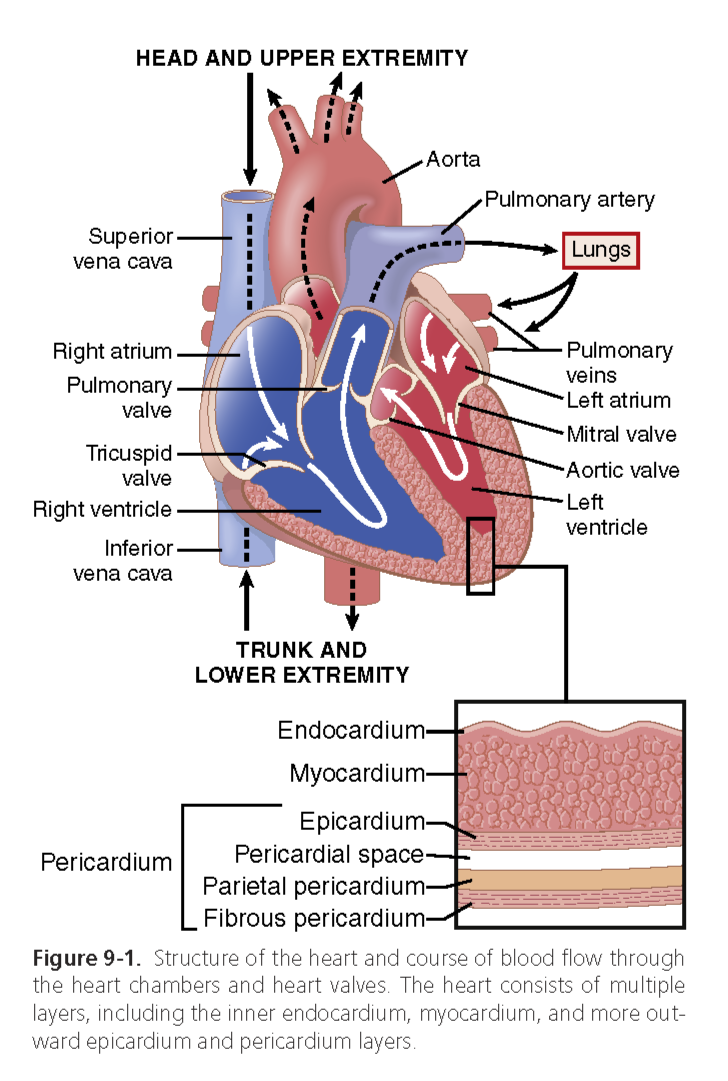 HEAD AND UPPER EXTREMITY
Aorta
Pulmonary artery
Superior
vena cava
Lungs
Right atrium
Pulmonary
valve
Tricuspid
valve
Right ventricle
Inferior
vena cava
Pulmonary
veins
Left atrium
Mitral valve
Aortic valve
Left
ventricle
TRUNK AND
LOWER EXTREMITY
Endocardium
Myocardium
Epicardium
Pericardial space
Pericardium
Parietal pericardium
Fibrous pericardium
Figure 9-1. Structure of the heart and course of blood flow through
the heart chambers and heart valves. The heart consists of multiple
layers, including the inner endocardium, myocardium, and more out-
ward epicardium and pericardium layers.